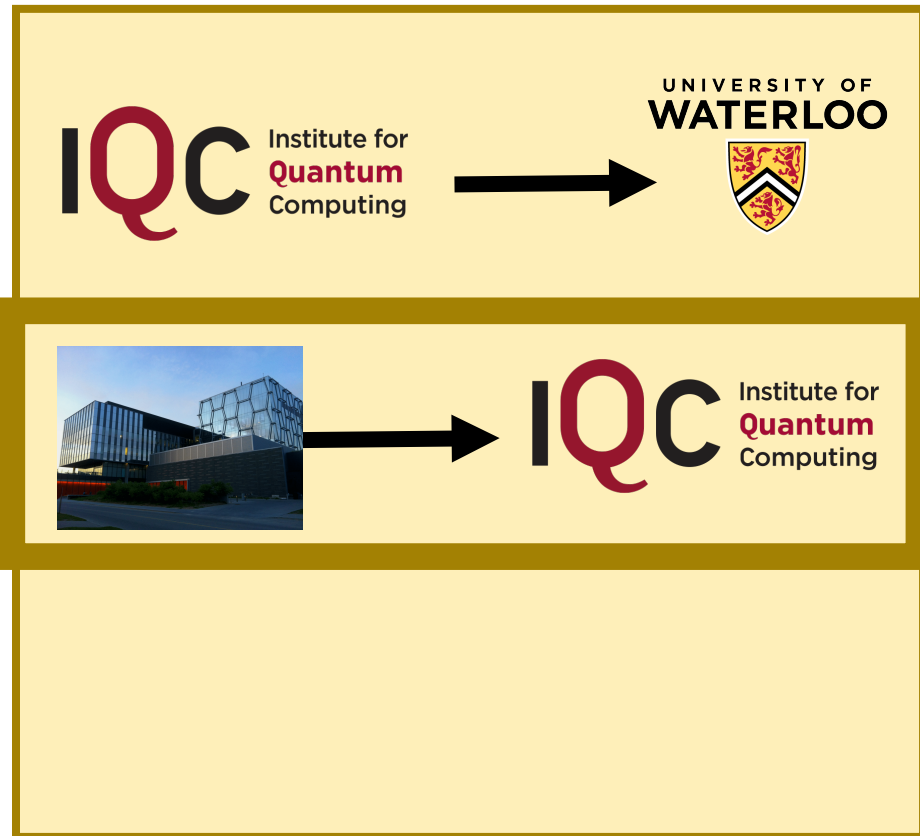 UNIVERSITY OF
WATERLOO
IQC
Institute for
Quantum
Computing
IQC
Institute for
Quantum
Computing